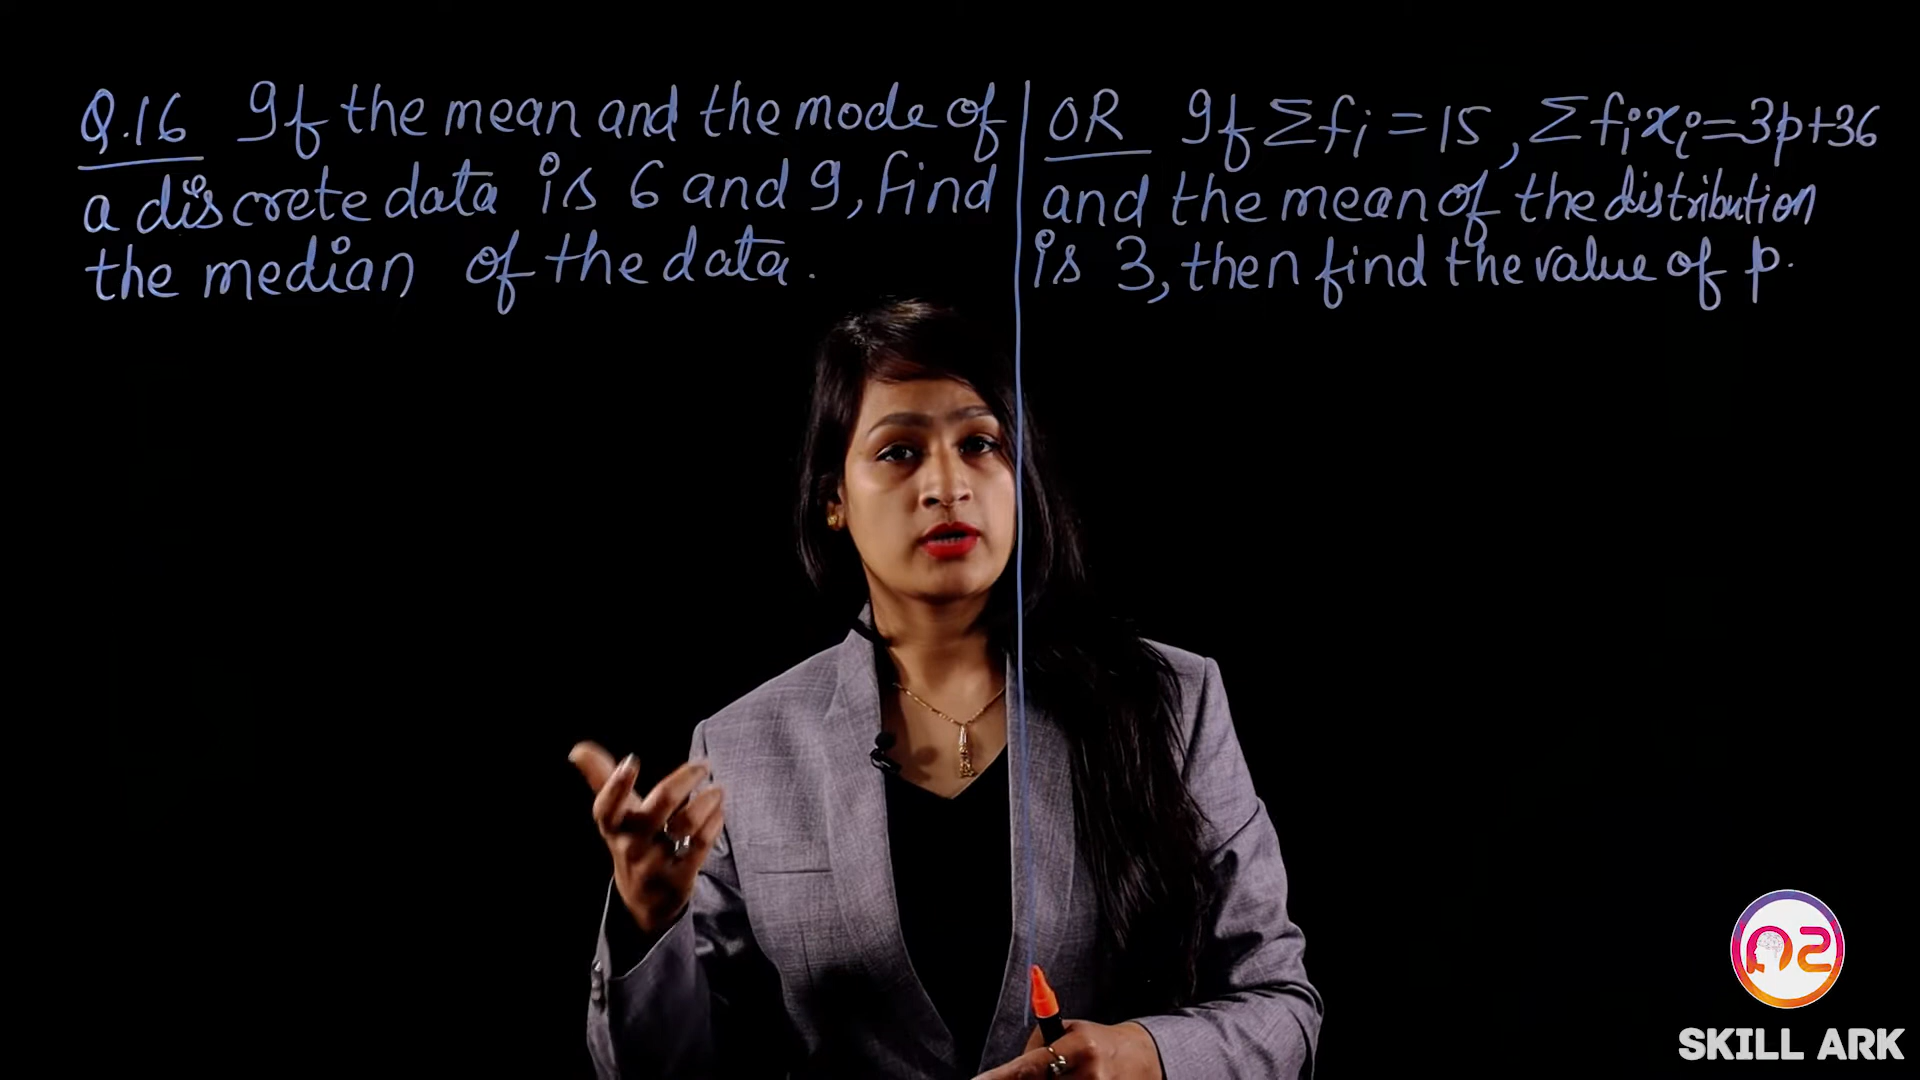 Q.16 If the mean and the mode of
a discrete data is 6 and 9, find
the median of the data.
OR If Σfi = 15, Σfixi = 3p+36
and the mean of the distribution
is 3, then find the value of p.
SKILL ARK